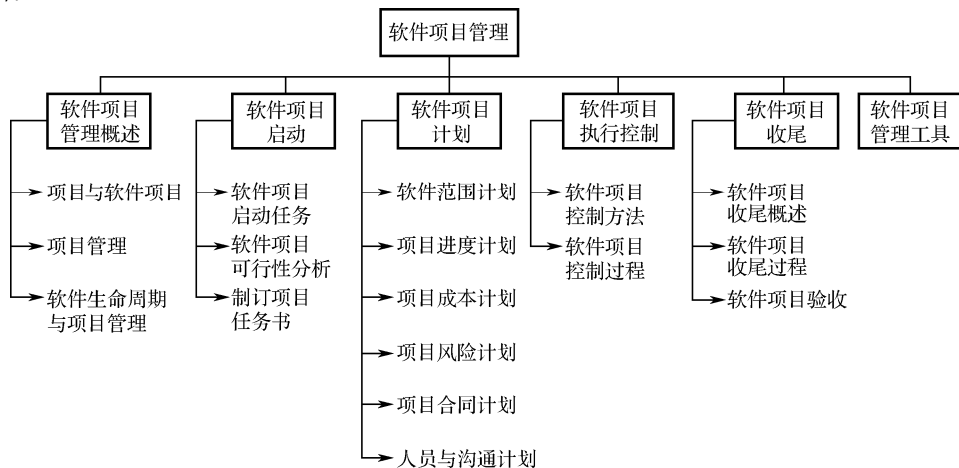 软件项目管理
软件项目
管理概述
项目与软件项目
项目管理
软件生命周期
与项目管理
软件项目
启动
软件项目
启动任务
软件项目
可行性分析
制订项目
任务书
软件项目
计划
软件范围计划
项目进度计划
项目成本计划
项目风险计划
项目合同计划
人员与沟通计划
软件项目
执行控制
软件项目
控制方法
软件项目
控制过程
软件项目
收尾
软件项目
收尾概述
软件项目
收尾过程
软件项目验收
软件项目
管理工具